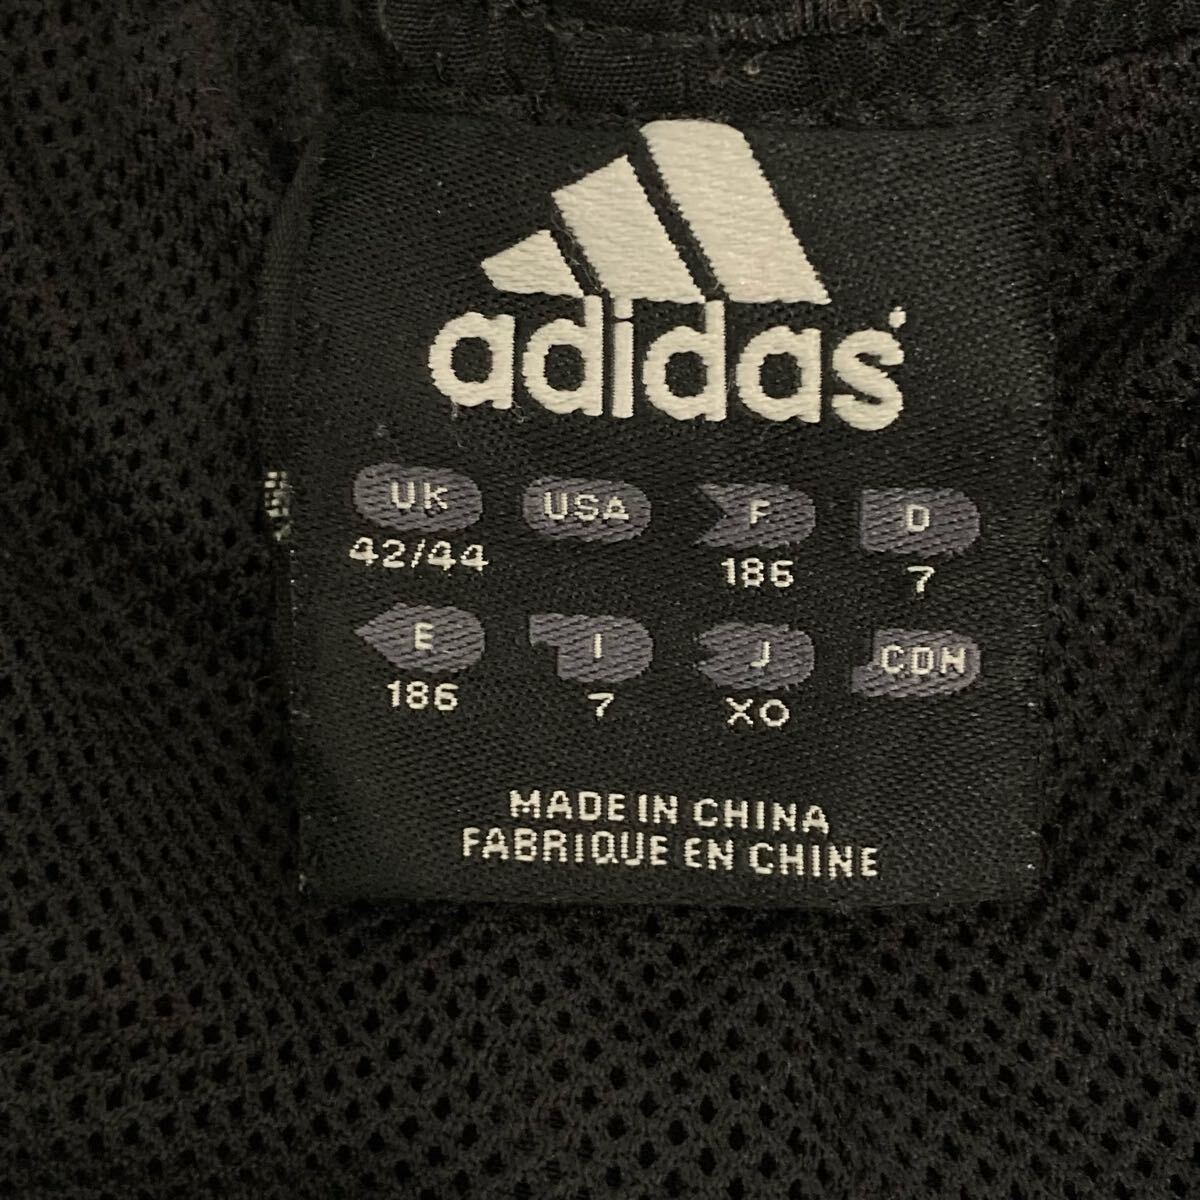 adidas
UK USA F D
42/44 186 7
E I J CDN
186 7 XO
MADE IN CHINA
FABRIQUE EN CHINE